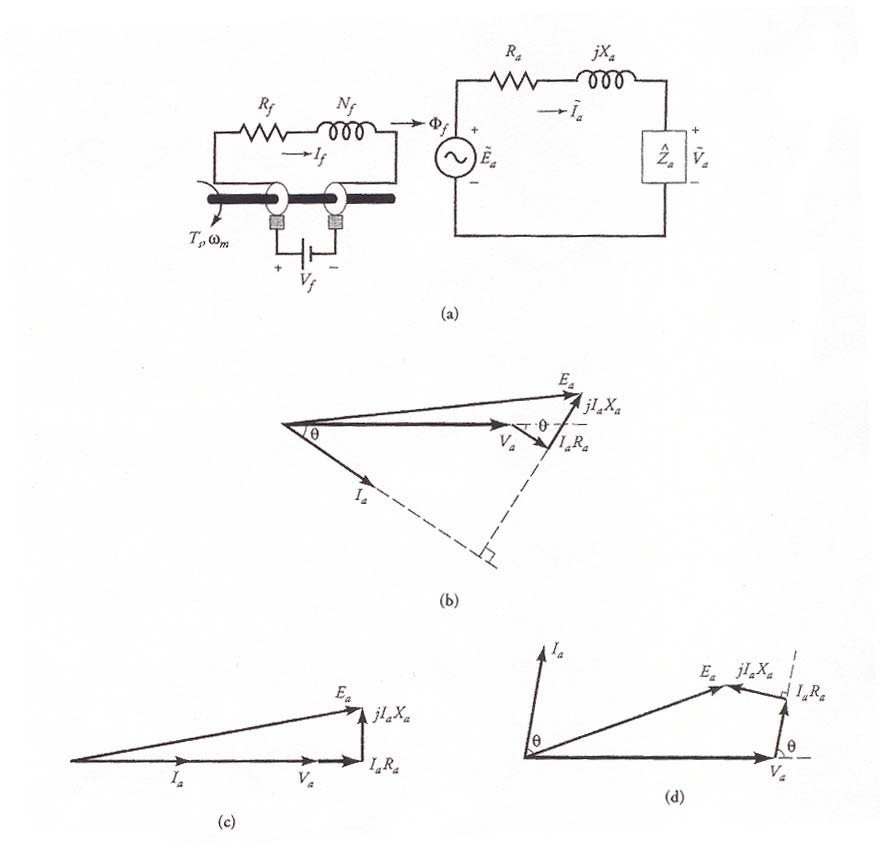 R_a
jX_a
R_f
N_f
Φ_f
Ĩ_a
I_f
+
Ẽ_a
−
+
Ẑ_a
Ṽ_a
−
T_s, ω_m
+
−
V_f
(a)
E_a
jI_aX_a
θ
θ
V_a
I_aR_a
I_a
(b)
E_a
jI_aX_a
I_a
V_a
I_aR_a
(c)
I_a
E_a
jI_aX_a
I_aR_a
θ
θ
V_a
(d)